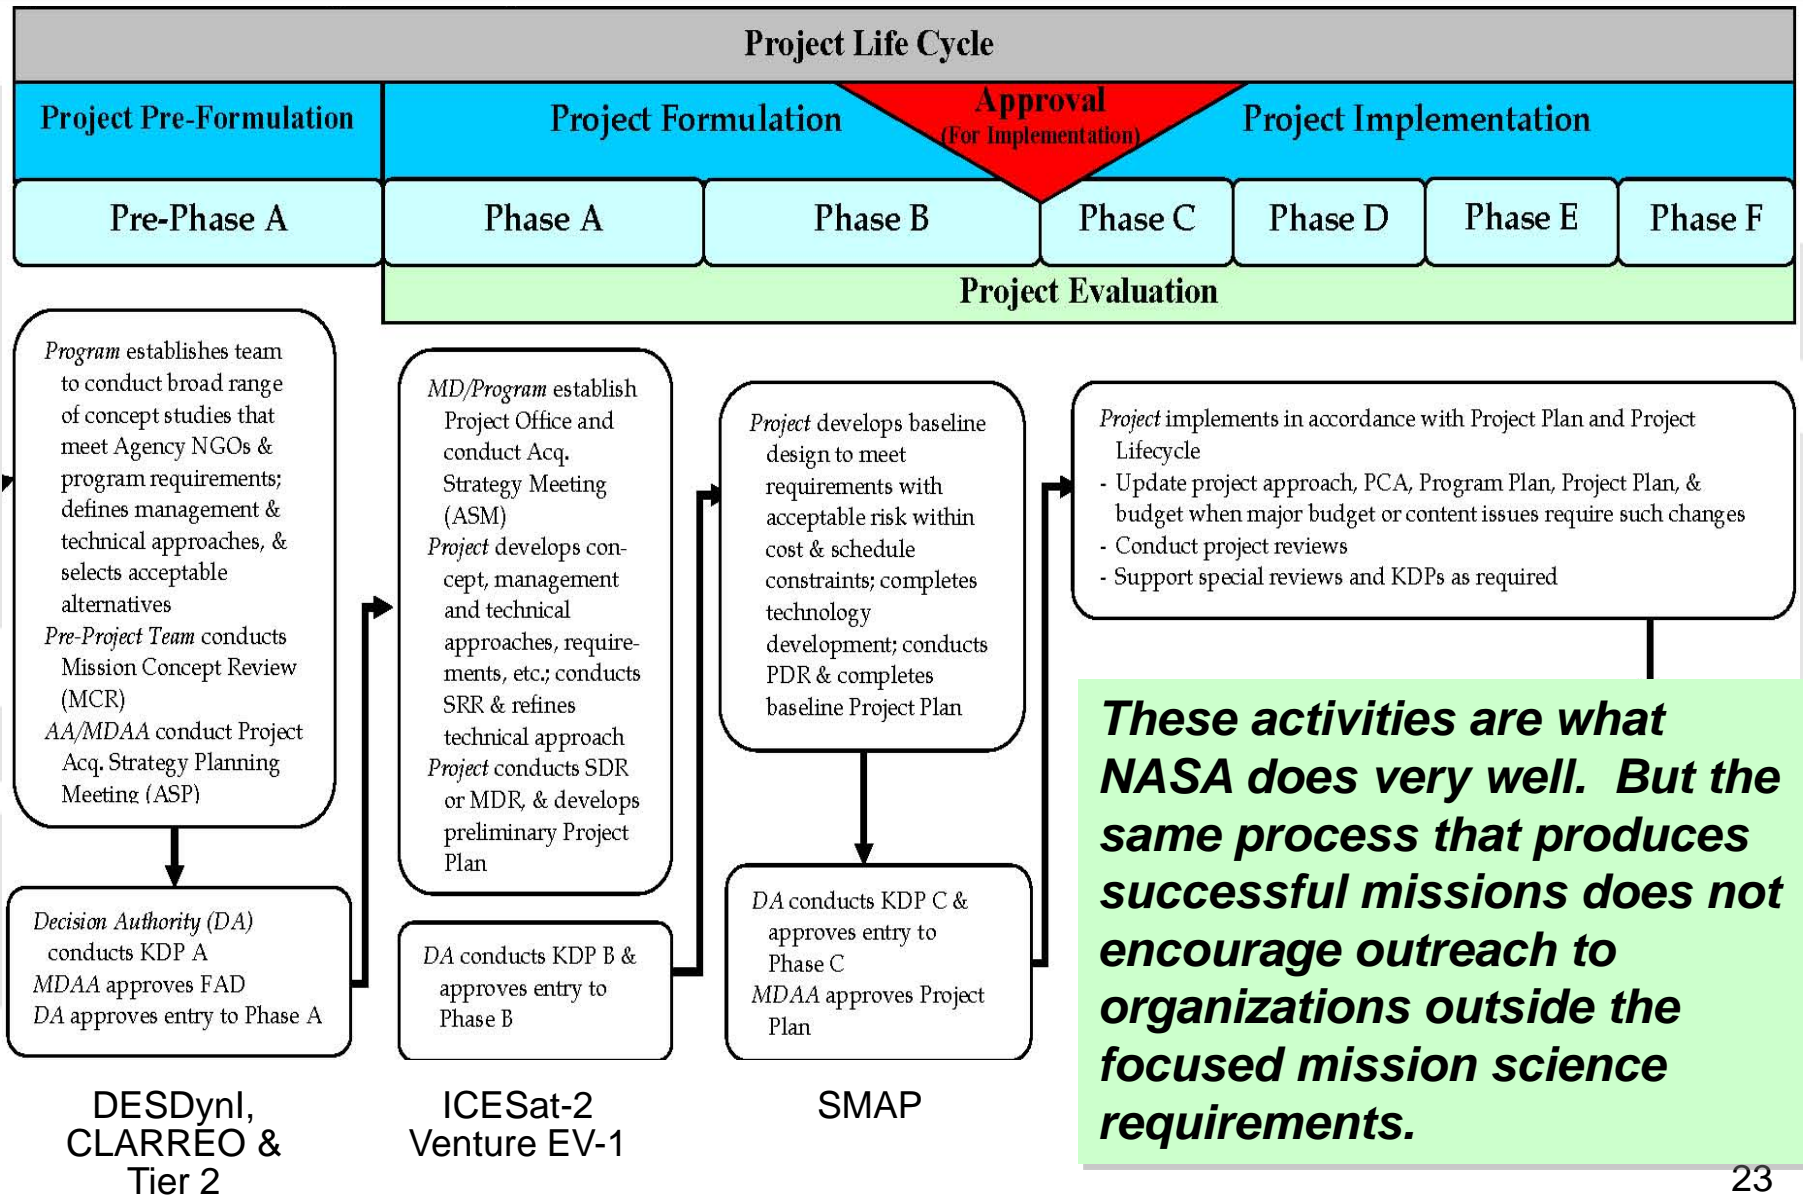 Project Life Cycle
Project Pre-Formulation
Project Formulation
Approval
(For Implementation)
Project Implementation
Pre-Phase A
Phase A
Phase B
Phase C
Phase D
Phase E
Phase F
Project Evaluation
Program establishes team
to conduct broad range
of concept studies that
meet Agency NGOs &
program requirements;
defines management &
technical approaches, &
selects acceptable
alternatives
Pre-Project Team conducts
Mission Concept Review
(MCR)
AA/MDAA conduct Project
Acq. Strategy Planning
Meeting (ASP)
Decision Authority (DA)
conducts KDP A
MDAA approves FAD
DA approves entry to Phase A
DESDynI,
CLARREO &
Tier 2
MD/Program establish
Project Office and
conduct Acq.
Strategy Meeting
(ASM)
Project develops con-
cept, management
and technical
approaches, require-
ments, etc.; conducts
SRR & refines
technical approach
Project conducts SDR
or MDR, & develops
preliminary Project
Plan
DA conducts KDP B &
approves entry to
Phase B
ICESat-2
Venture EV-1
Project develops baseline
design to meet
requirements with
acceptable risk within
cost & schedule
constraints; completes
technology
development; conducts
PDR & completes
baseline Project Plan
DA conducts KDP C &
approves entry to
Phase C
MDAA approves Project
Plan
SMAP
Project implements in accordance with Project Plan and Project
Lifecycle
- Update project approach, PCA, Program Plan, Project Plan, &
budget when major budget or content issues require such changes
- Conduct project reviews
- Support special reviews and KDPs as required
These activities are what
NASA does very well.  But the
same process that produces
successful missions does not
encourage outreach to
organizations outside the
focused mission science
requirements.
23